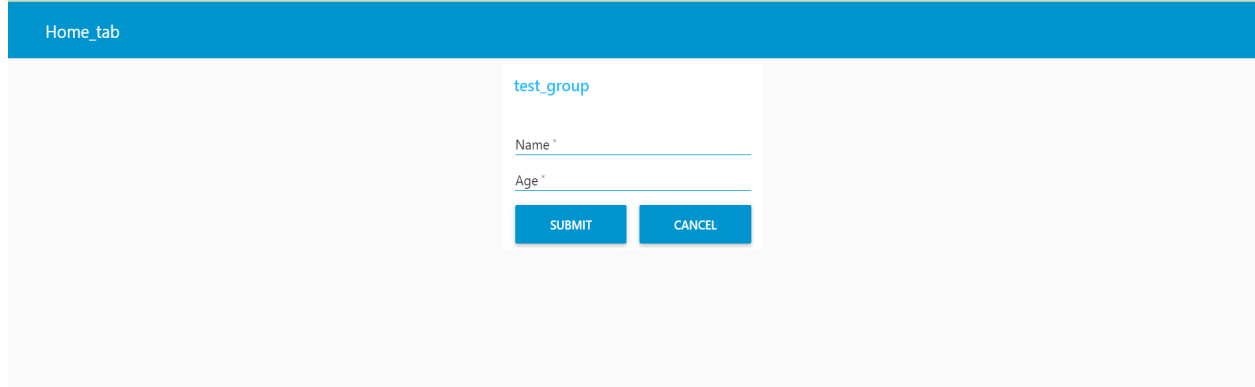 Home_tab
test_group
Name *
Age *
SUBMIT CANCEL